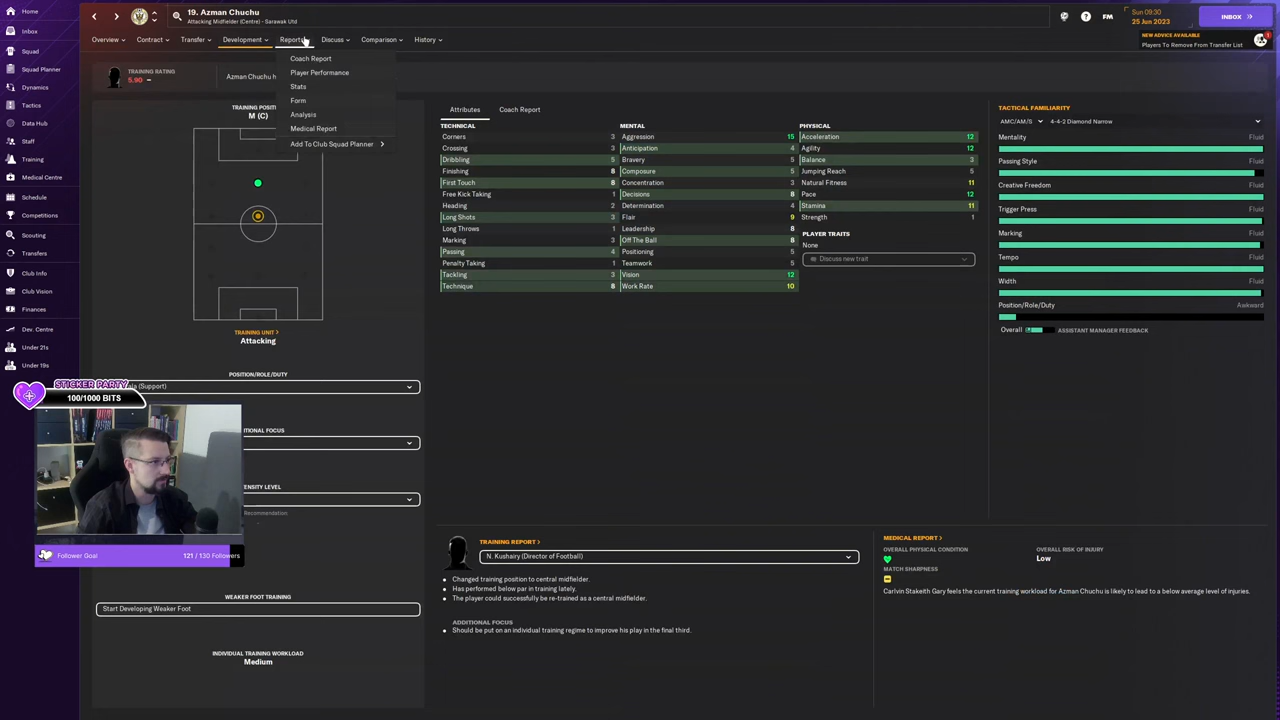 Home
Inbox
Squad
Squad Planner
Dynamics
Tactics
Data Hub
Staff
Training
Medical Centre
Schedule
Competitions
Scouting
Transfers
Club Info
Club Vision
Finances
Dev. Centre
Under 21s
Under 19s
19. Azman Chuchu
Attacking Midfielder (Centre) - Sarawak Utd
Sun 09:30
25 Jun 2023
FM
INBOX
NEW ADVICE AVAILABLE
Players To Remove From Transfer List
Overview
Contract
Transfer
Development
Report
Discuss
Comparison
History
Coach Report
Player Performance
Stats
Form
Analysis
Medical Report
Add To Club Squad Planner
TRAINING RATING
5.90 –
Azman Chuchu h
TRAINING POSIT
M (C)
TRAINING UNIT
Attacking
POSITION/ROLE/DUTY
ala (Support)
ITIONAL FOCUS
ENSITY LEVEL
Recommendation:
WEAKER FOOT TRAINING
Start Developing Weaker Foot
INDIVIDUAL TRAINING WORKLOAD
Medium
STICKER PARTY
100/1000 BITS
Follower Goal 121 / 130 Followers
Attributes Coach Report
TECHNICAL
Corners 3
Crossing 3
Dribbling 5
Finishing 8
First Touch 8
Free Kick Taking 1
Heading 2
Long Shots 3
Long Throws 1
Marking 3
Passing 4
Penalty Taking 1
Tackling 3
Technique 8
MENTAL
Aggression 15
Anticipation 4
Bravery 5
Composure 5
Concentration 3
Decisions 8
Determination 4
Flair 9
Leadership 8
Off The Ball 8
Positioning 5
Teamwork 5
Vision 12
Work Rate 10
PHYSICAL
Acceleration 12
Agility 12
Balance 3
Jumping Reach 5
Natural Fitness 11
Pace 12
Stamina 11
Strength 1
PLAYER TRAITS
None
Discuss new trait
TACTICAL FAMILIARITY
AMC/AM/S 4-4-2 Diamond Narrow
Mentality Fluid
Passing Style Fluid
Creative Freedom Fluid
Trigger Press Fluid
Marking Fluid
Tempo Fluid
Width Fluid
Position/Role/Duty Awkward
Overall ASSISTANT MANAGER FEEDBACK
TRAINING REPORT
N. Kushairy (Director of Football)
Changed training position to central midfielder.
Has performed below par in training lately.
The player could successfully be re-trained as a central midfielder.
ADDITIONAL FOCUS
Should be put on an individual training regime to improve his play in the final third.
MEDICAL REPORT
OVERALL PHYSICAL CONDITION
OVERALL RISK OF INJURY
Low
MATCH SHARPNESS
Carlvin Stakeith Gary feels the current training workload for Azman Chuchu is likely to lead to a below average level of injuries.